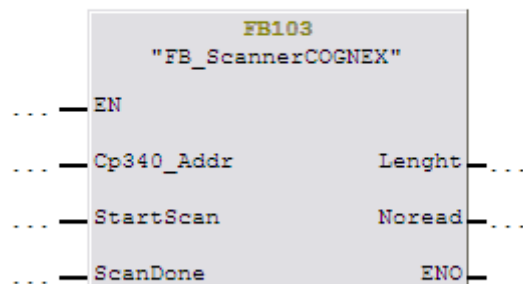 FB103
"FB_ScannerCOGNEX"
... EN
... Cp340_Addr Lenght ...
... StartScan Noread ...
... ScanDone ENO